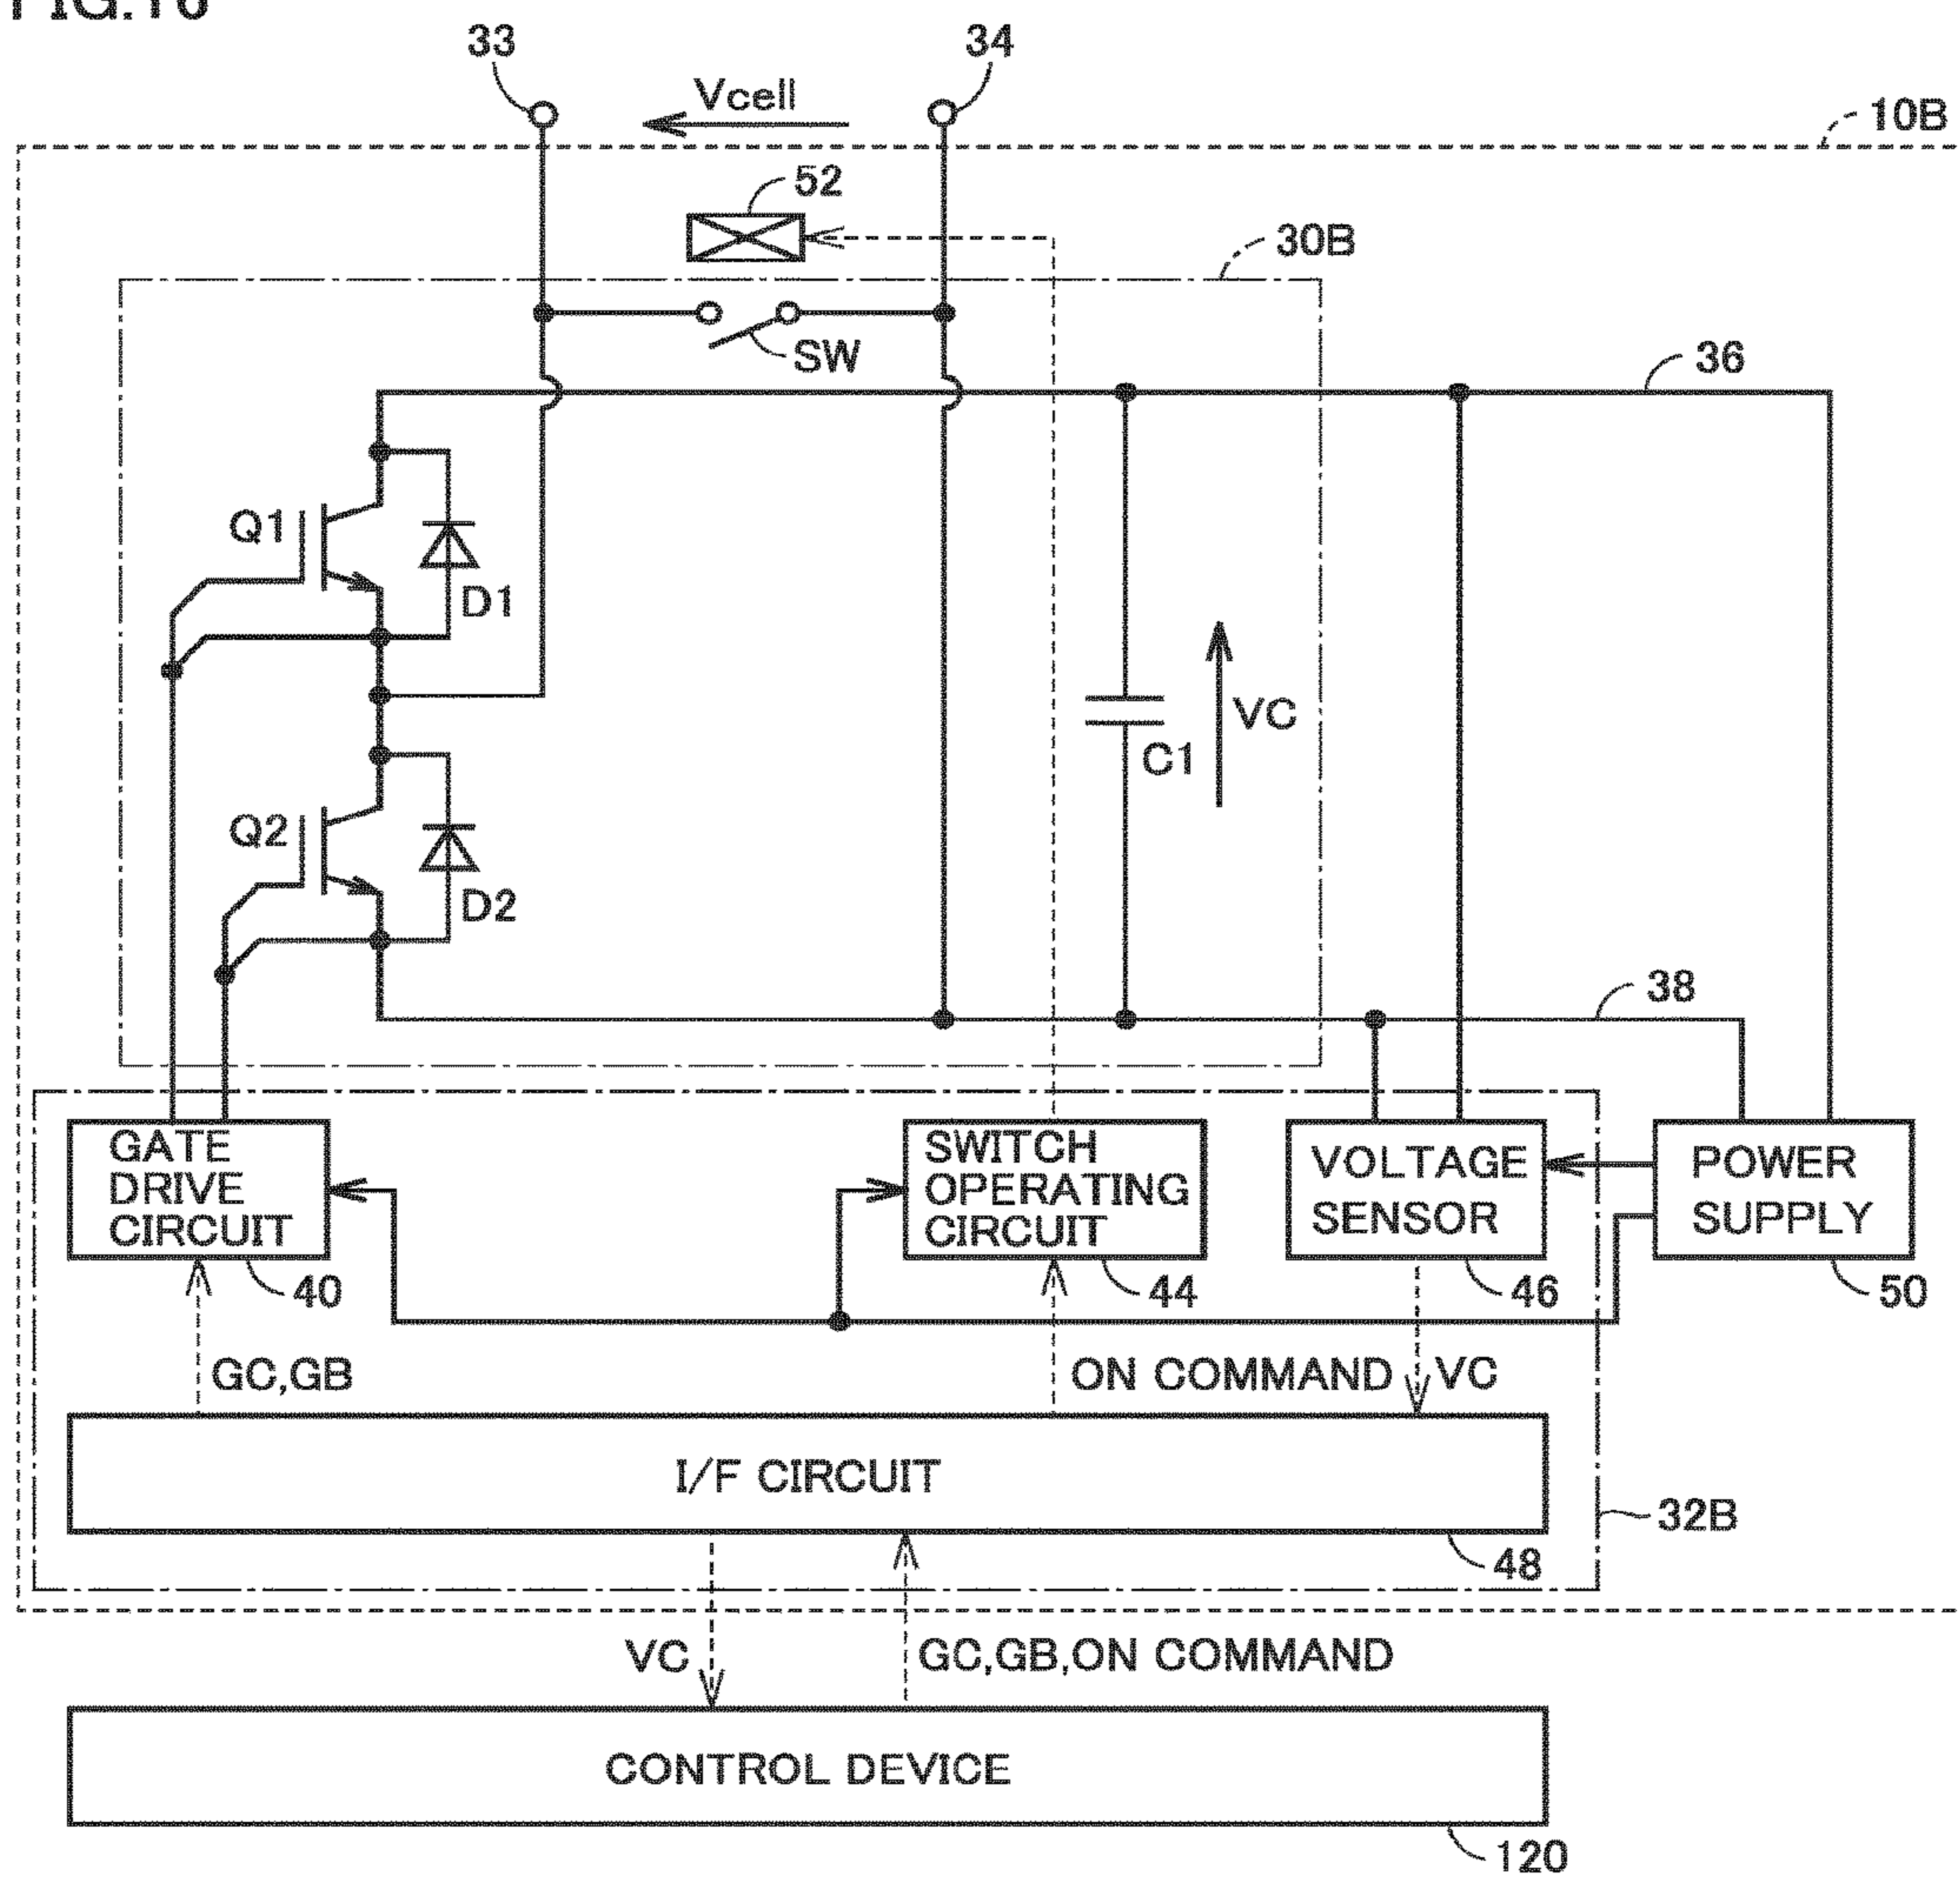 33
34
Vcell
10B
52
30B
SW
36
Q1
D1
VC
C1
Q2
D2
38
GATE
DRIVE
CIRCUIT
SWITCH
OPERATING
CIRCUIT
VOLTAGE
SENSOR
POWER
SUPPLY
40
44
46
50
GC,GB
ON COMMAND
VC
I/F CIRCUIT
32B
48
VC
GC,GB,ON COMMAND
CONTROL DEVICE
120